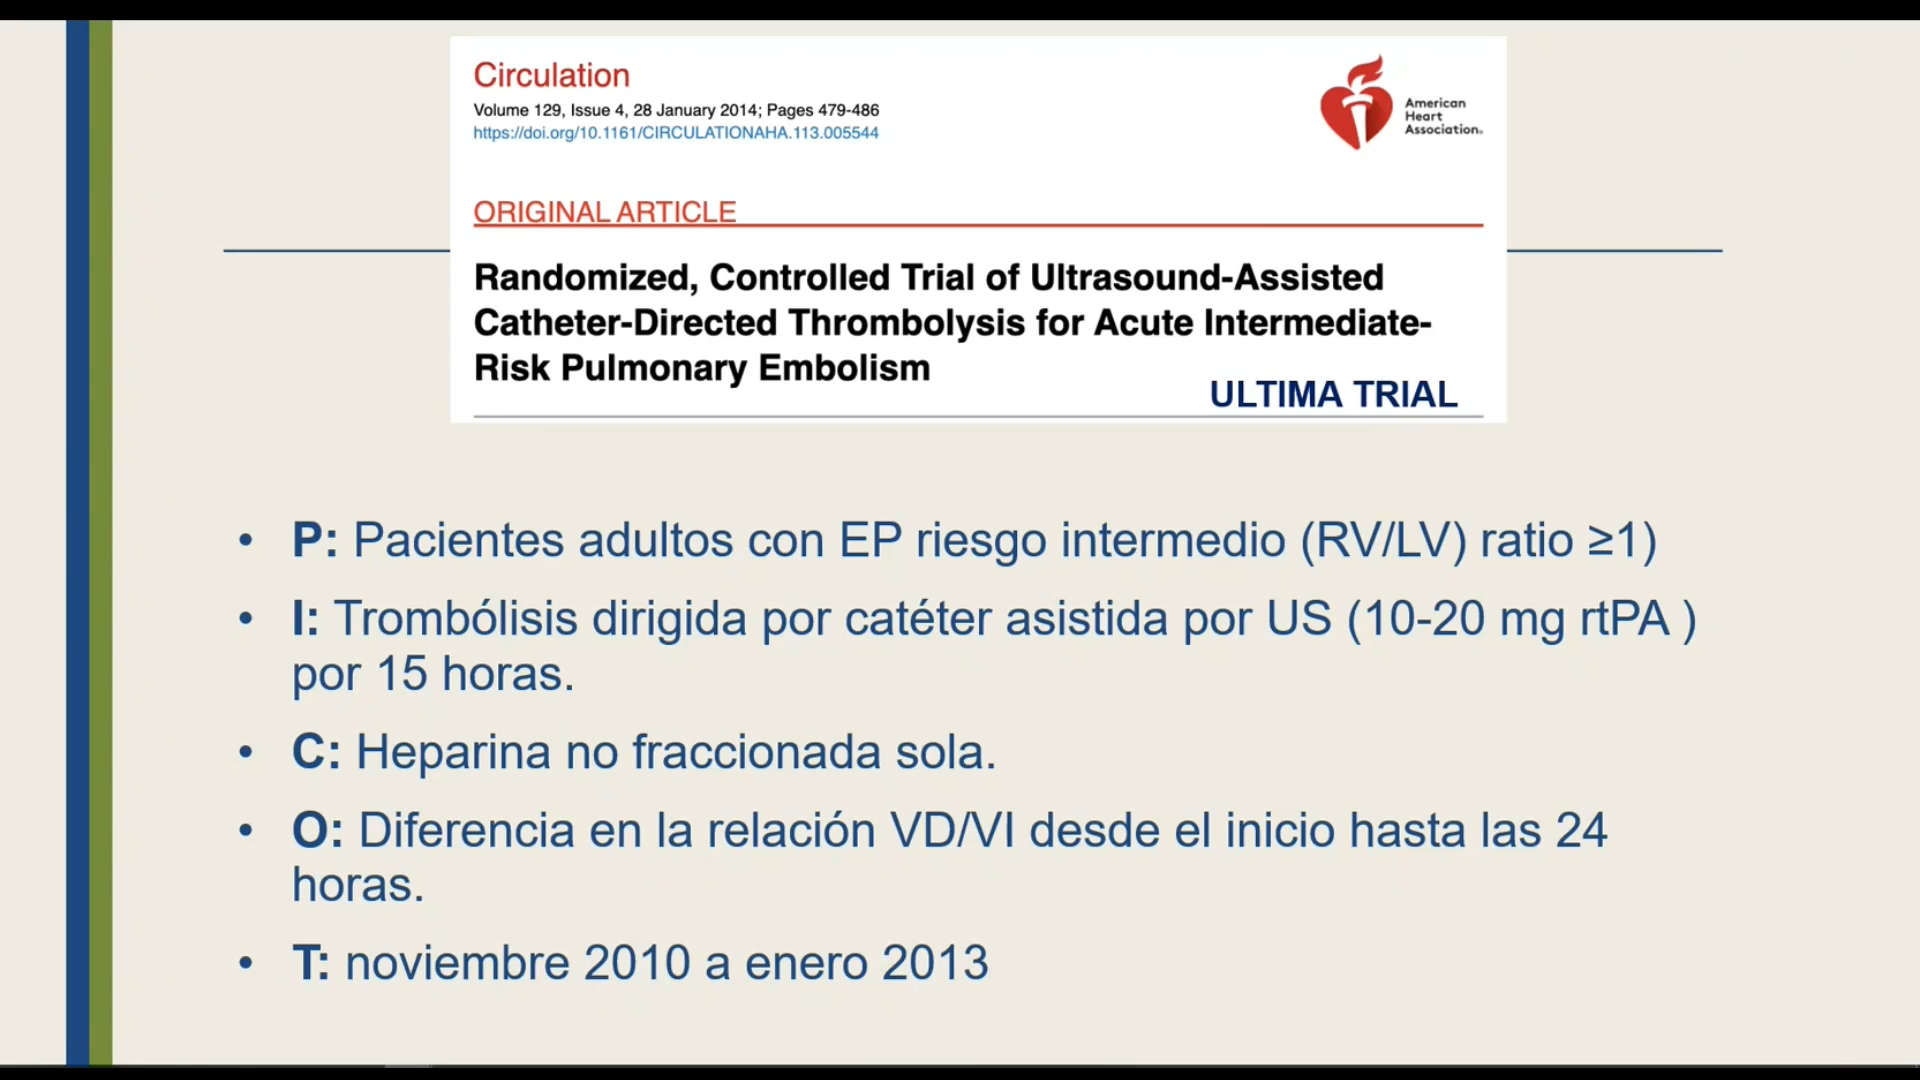 Circulation
Volume 129, Issue 4, 28 January 2014; Pages 479-486
https://doi.org/10.1161/CIRCULATIONAHA.113.005544
American
Heart
Association.
ORIGINAL ARTICLE
Randomized, Controlled Trial of Ultrasound-Assisted
Catheter-Directed Thrombolysis for Acute Intermediate-
Risk Pulmonary Embolism
ULTIMA TRIAL
• P: Pacientes adultos con EP riesgo intermedio (RV/LV) ratio ≥1)
• I: Trombólisis dirigida por catéter asistida por US (10-20 mg rtPA )
por 15 horas.
• C: Heparina no fraccionada sola.
• O: Diferencia en la relación VD/VI desde el inicio hasta las 24
horas.
• T: noviembre 2010 a enero 2013